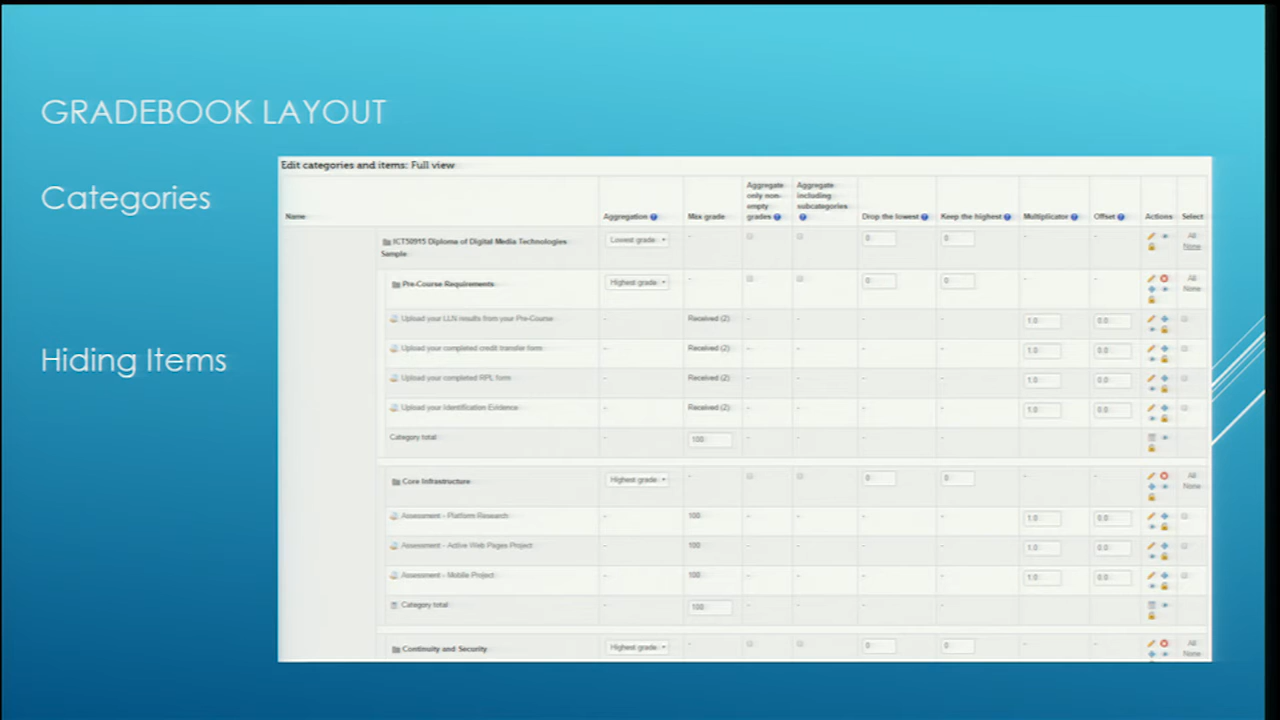 GRADEBOOK LAYOUT
Categories
Hiding Items
Edit categories and items: Full view
Name Aggregation Max grade Aggregate only non-empty grades Aggregate including subcategories Drop the lowest Keep the highest Multiplicator Offset Actions Select
ICT50915 Diploma of Digital Media Technologies Sample Lowest grade - 0 0 - - All None
Pre-Course Requirements Highest grade - 0 0 - - All None
Upload your LLN results from your Pre-Course - Received (2) - - - - 1.0 0.0
Upload your completed credit transfer form - Received (2) - - - - 1.0 0.0
Upload your completed RPL form - Received (2) - - - - 1.0 0.0
Upload your Identification Evidence - Received (2) - - - - 1.0 0.0
Category total - 100 - - - -
Core Infrastructure Highest grade - 0 0 - - All None
Assessment - Platform Research - 100 - - - - 1.0 0.0
Assessment - Active Web Pages Project - 100 - - - - 1.0 0.0
Assessment - Mobile Project - 100 - - - - 1.0 0.0
Category total - 100 - - - -
Continuity and Security Highest grade - 0 0 - - All None